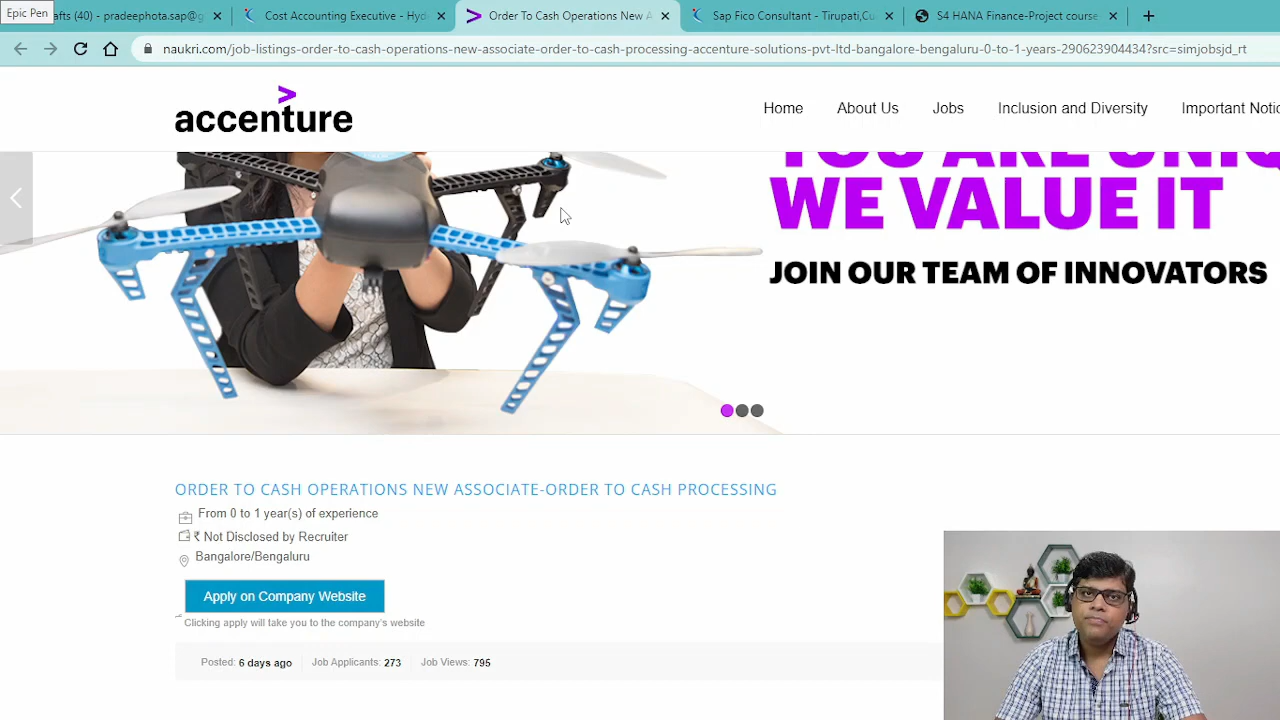 Epic Pen
afts (40) - pradeephota.sap@g
Cost Accounting Executive - Hyde
Order To Cash Operations New A
Sap Fico Consultant - Tirupati,Cu
S4 HANA Finance-Project course
naukri.com/job-listings-order-to-cash-operations-new-associate-order-to-cash-processing-accenture-solutions-pvt-ltd-bangalore-bengaluru-0-to-1-years-290623904434?src=simjobsjd_rt
accenture
Home
About Us
Jobs
Inclusion and Diversity
Important Notic
YOU ARE UNIQ
WE VALUE IT
JOIN OUR TEAM OF INNOVATORS
ORDER TO CASH OPERATIONS NEW ASSOCIATE-ORDER TO CASH PROCESSING
From 0 to 1 year(s) of experience
₹ Not Disclosed by Recruiter
Bangalore/Bengaluru
Apply on Company Website
Clicking apply will take you to the company's website
Posted: 6 days ago
Job Applicants: 273
Job Views: 795